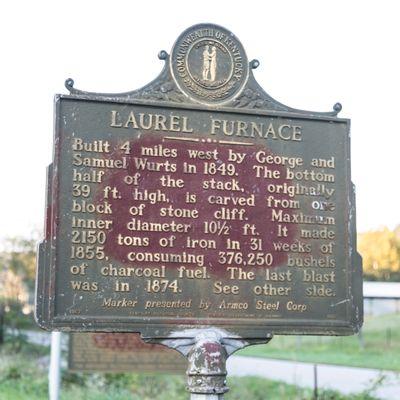 COMMONWEALTH OF KENTUCKY
LAUREL FURNACE
Built 4 miles west by George and
Samuel Wurts in 1849. The bottom
half of the stack, originally
39 ft. high, is carved from one
block of stone cliff. Maximum
inner diameter 10½ ft. It made
2150 tons of iron in 31 weeks of
1855, consuming 376,250 bushels
of charcoal fuel. The last blast
was in 1874. See other side.
Marker presented by Armco Steel Corp